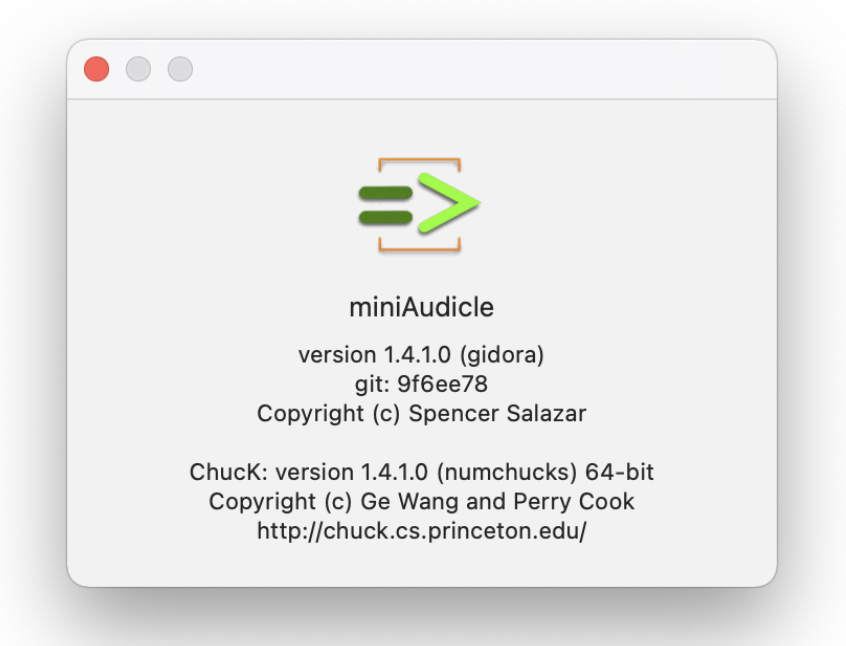 miniAudicle
version 1.4.1.0 (gidora)
git: 9f6ee78
Copyright (c) Spencer Salazar
ChucK: version 1.4.1.0 (numchucks) 64-bit
Copyright (c) Ge Wang and Perry Cook
http://chuck.cs.princeton.edu/